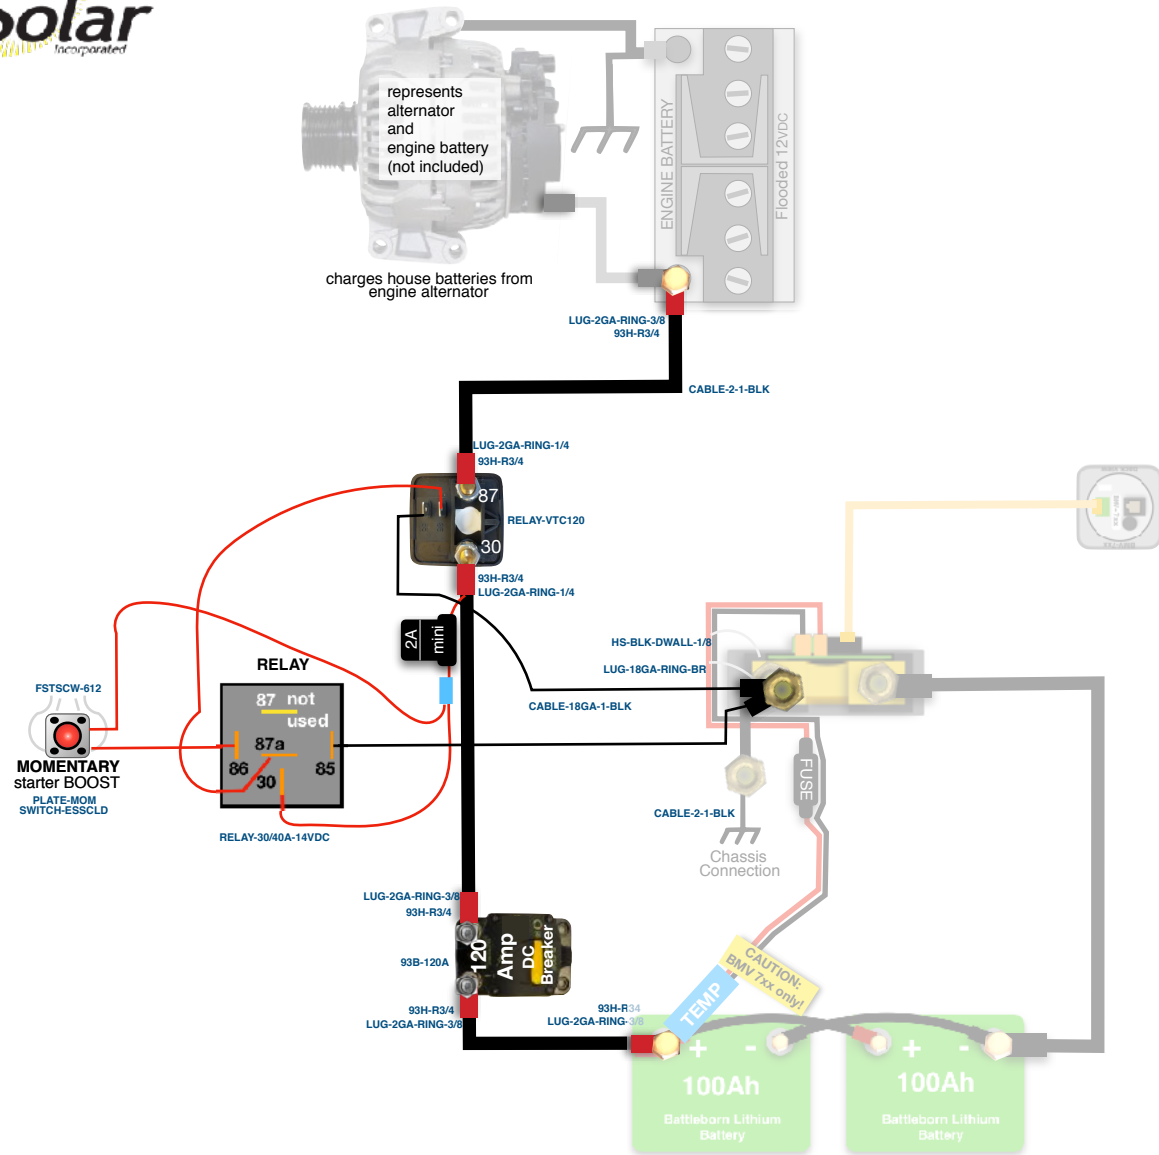 olar
Incorporated
represents
alternator
and
engine battery
(not included)
ENGINE BATTERY
Flooded 12VDC
charges house batteries from
engine alternator
LUG-2GA-RING-3/8
93H-R3/4
CABLE-2-1-BLK
LUG-2GA-RING-1/4
93H-R3/4
87
RELAY-VTC120
30
93H-R3/4
LUG-2GA-RING-1/4
2A
mini
HS-BLK-DWALL-1/8
LUG-18GA-RING-BR
CABLE-18GA-1-BLK
RELAY
87 not
used
87a
86
85
30
RELAY-30/40A-14VDC
FSTSCW-612
MOMENTARY
starter BOOST
PLATE-MOM
SWITCH-ESSCLD
FUSE
CABLE-2-1-BLK
Chassis
Connection
LUG-2GA-RING-3/8
93H-R3/4
93B-120A
120
Amp
DC
Breaker
93H-R3/4
LUG-2GA-RING-3/8
93H-R34
LUG-2GA-RING-3/8
TEMP
CAUTION:
BMV 7xx only!
+ -
100Ah
Battleborn Lithium
Battery
+ -
100Ah
Battleborn Lithium
Battery